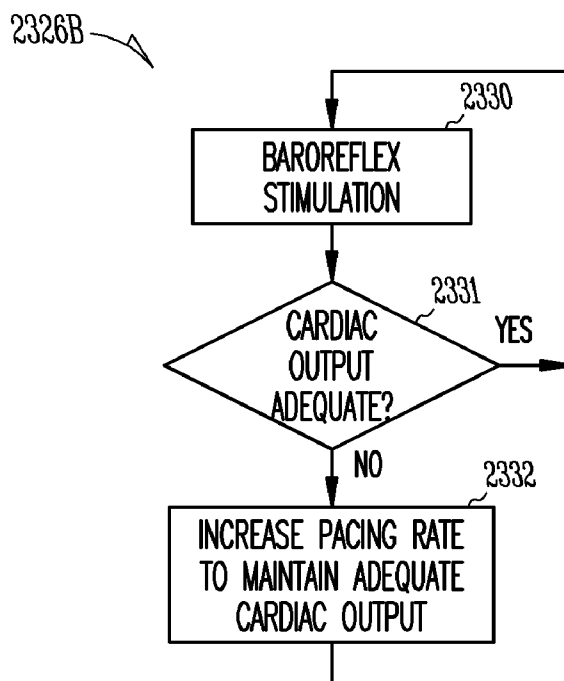 2326B
2330
BAROREFLEX
STIMULATION
2331
CARDIAC
OUTPUT
ADEQUATE?
YES
NO
2332
INCREASE PACING RATE
TO MAINTAIN ADEQUATE
CARDIAC OUTPUT